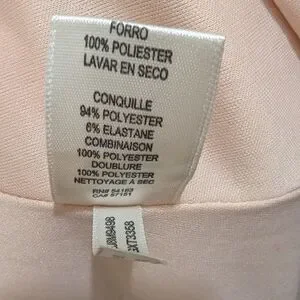 FORRO
100% POLIESTER
LAVAR EN SECO
CONQUILLE
94% POLYESTER
6% ELASTANE
COMBINAISON
100% POLYESTER
DOUBLURE
100% POLYESTER
NETTOYAGE À SEC
RN# 54163
CA# 57151